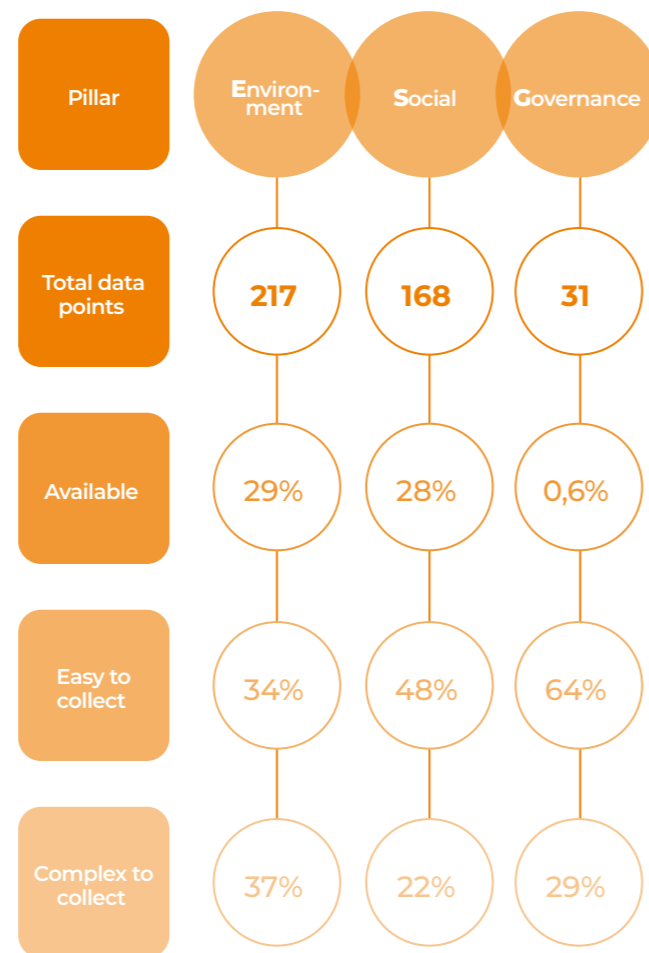 Pillar
Environ-
ment
Social
Governance
Total data
points
217
168
31
Available
29%
28%
0,6%
Easy to
collect
34%
48%
64%
Complex to
collect
37%
22%
29%